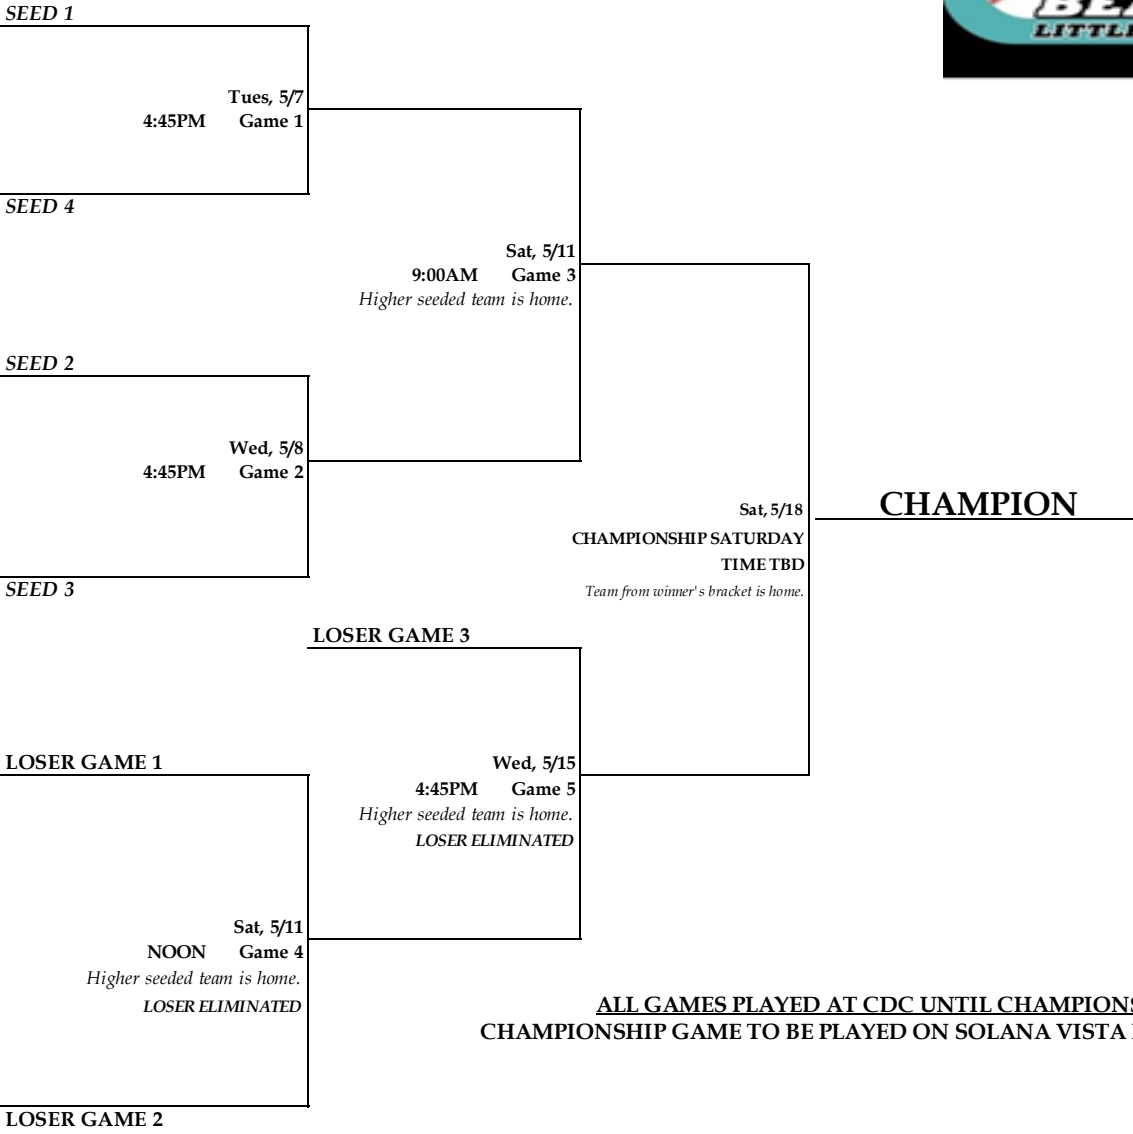 SEED 1
Tues, 5/7
4:45PM Game 1
SEED 4
Sat, 5/11
9:00AM Game 3
Higher seeded team is home.
SEED 2
Wed, 5/8
4:45PM Game 2
SEED 3
Sat, 5/18
CHAMPIONSHIP SATURDAY
TIME TBD
Team from winner's bracket is home.
CHAMPION
LOSER GAME 3
LOSER GAME 1
Wed, 5/15
4:45PM Game 5
Higher seeded team is home.
LOSER ELIMINATED
Sat, 5/11
NOON Game 4
Higher seeded team is home.
LOSER ELIMINATED
LOSER GAME 2
ALL GAMES PLAYED AT CDC UNTIL CHAMPIONS
CHAMPIONSHIP GAME TO BE PLAYED ON SOLANA VISTA